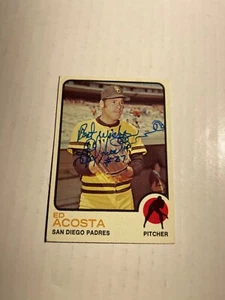 Best Wishes
ED
ACOSTA
SAN DIEGO PADRES PITCHER